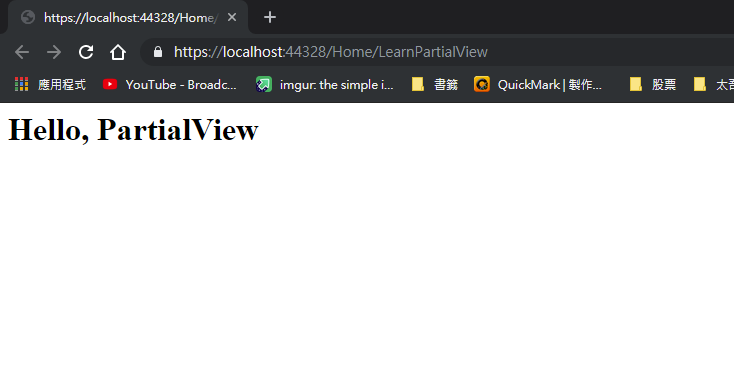 https://localhost:44328/Home/
https://localhost:44328/Home/LearnPartialView
應用程式 YouTube - Broadc... imgur: the simple i... 書籤 QuickMark | 製作... 股票 太吾
Hello, PartialView